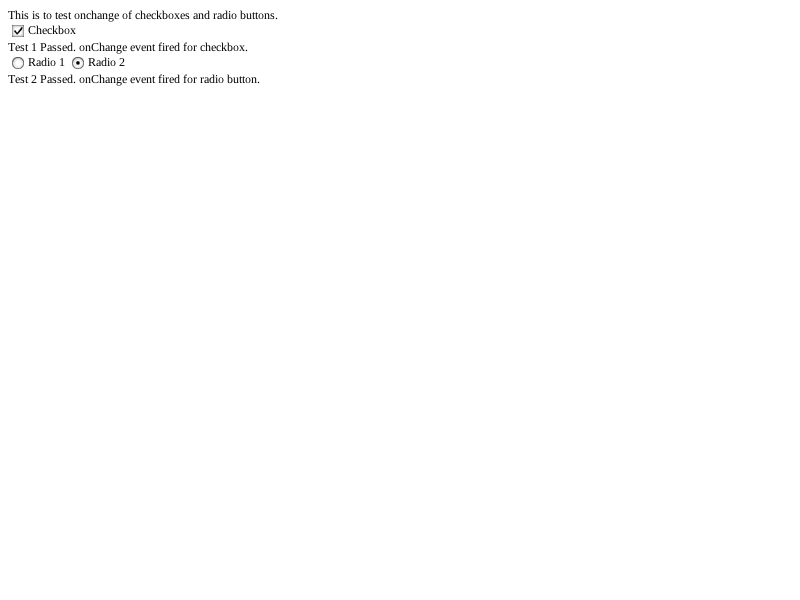 This is to test onchange of checkboxes and radio buttons.
Checkbox
Test 1 Passed. onChange event fired for checkbox.
Radio 1 Radio 2
Test 2 Passed. onChange event fired for radio button.